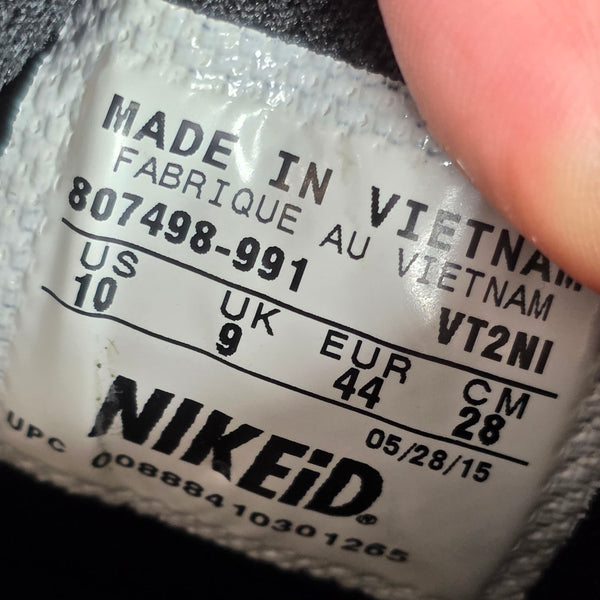 MADE IN VIETNAM
FABRIQUE AU VIETNAM
807498-991 VT2NI
US UK EUR CM
10 9 44 28
05/28/15
NIKEiD®
UPC 00888410301265